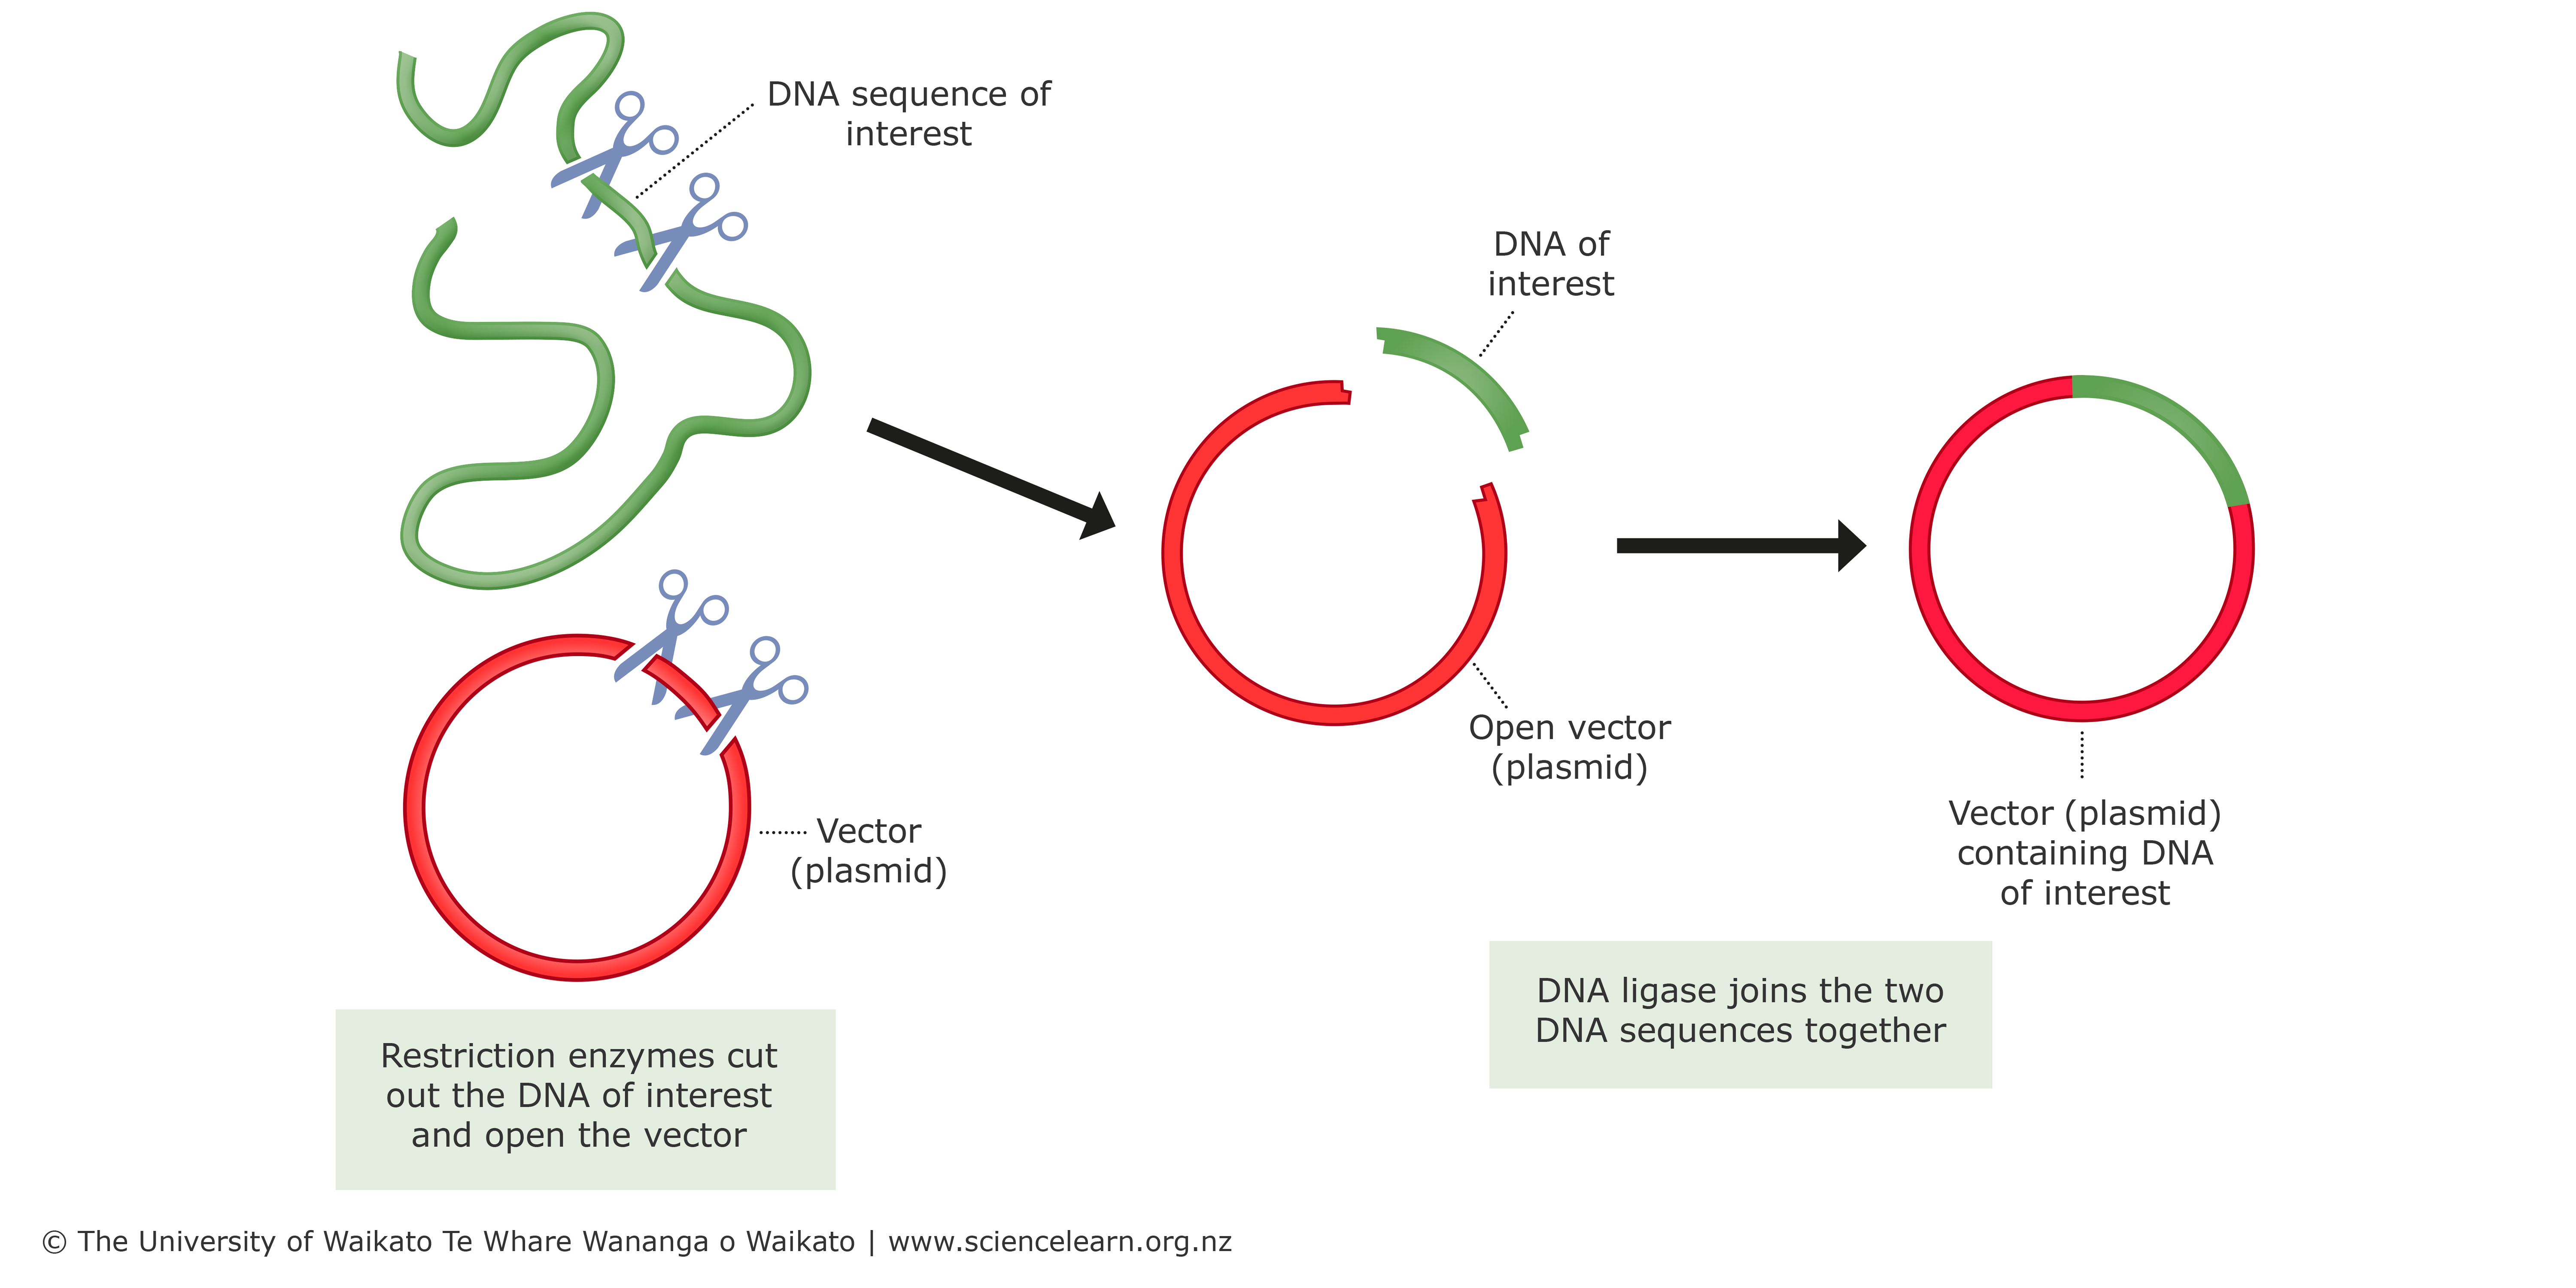 DNA sequence of
interest
DNA of
interest
Open vector
(plasmid)
Vector
(plasmid)
Vector (plasmid)
containing DNA
of interest
Restriction enzymes cut
out the DNA of interest
and open the vector
DNA ligase joins the two
DNA sequences together
© The University of Waikato Te Whare Wananga o Waikato | www.sciencelearn.org.nz